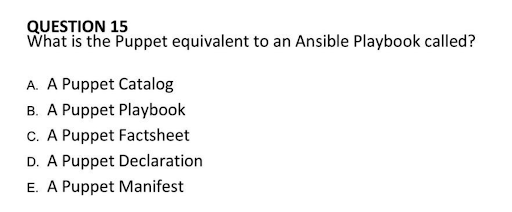 QUESTION 15
What is the Puppet equivalent to an Ansible Playbook called?
A. A Puppet Catalog
B. A Puppet Playbook
C. A Puppet Factsheet
D. A Puppet Declaration
E. A Puppet Manifest